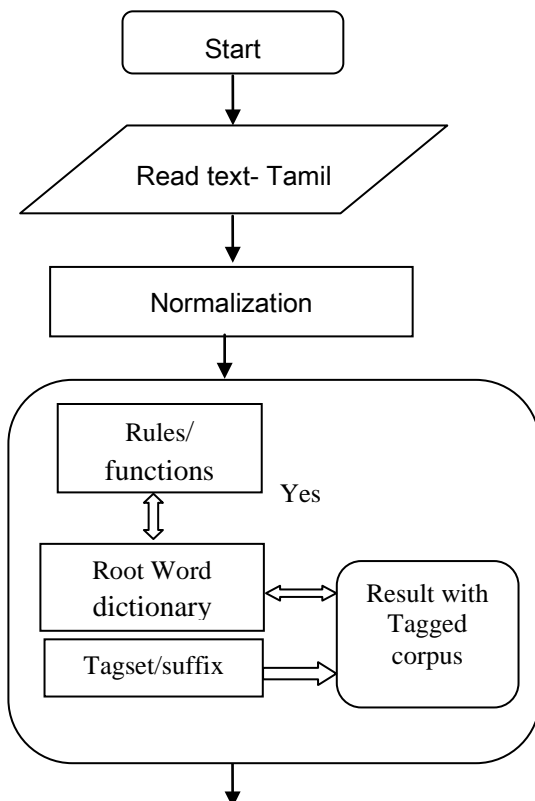 Start
Read text- Tamil
Normalization
Rules/
functions
Yes
Root Word
dictionary
Result with
Tagged
corpus
Tagset/suffix